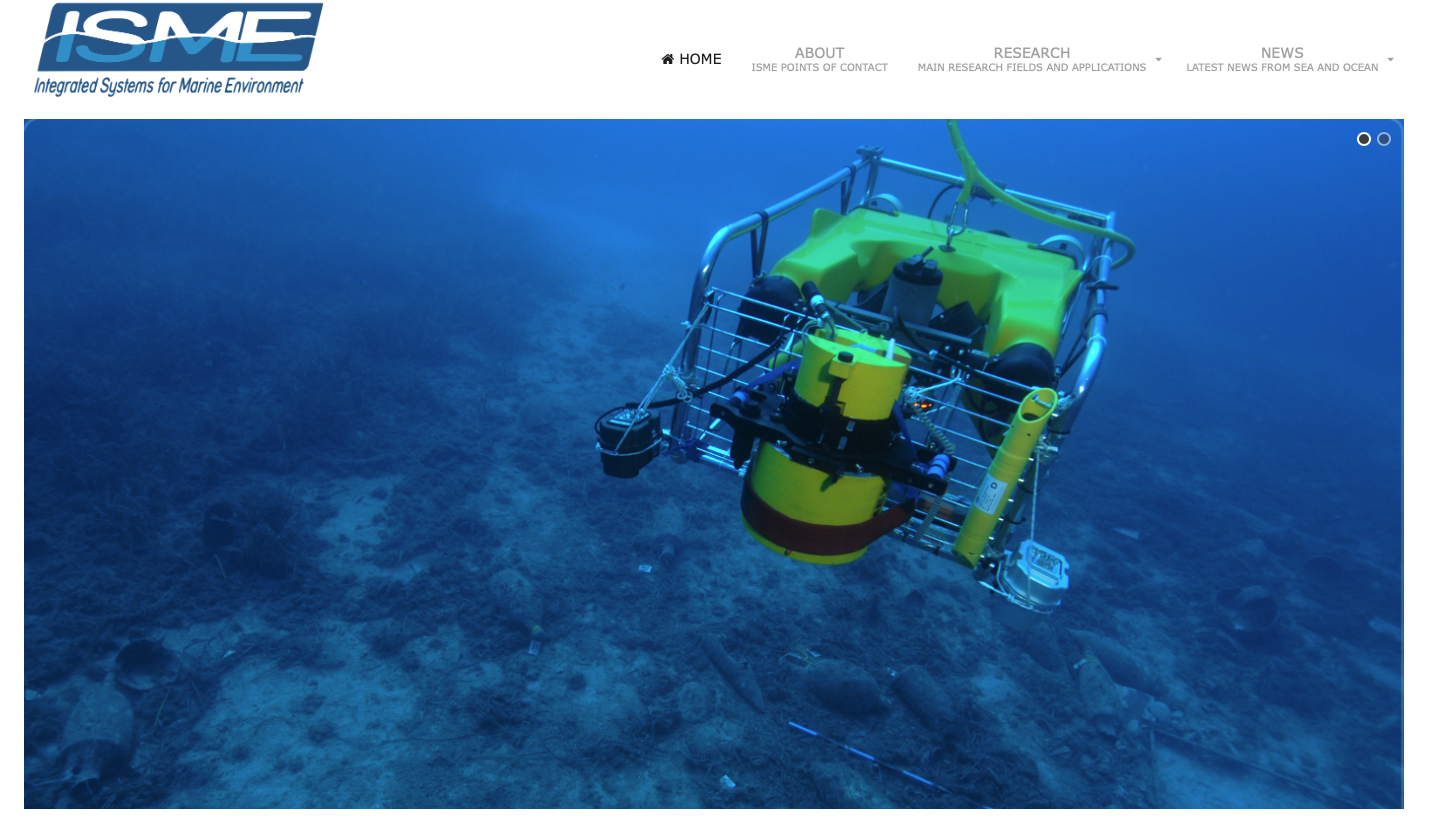 ISME
Integrated Systems for Marine Environment
HOME
ABOUT
ISME POINTS OF CONTACT
RESEARCH
MAIN RESEARCH FIELDS AND APPLICATIONS
NEWS
LATEST NEWS FROM SEA AND OCEAN